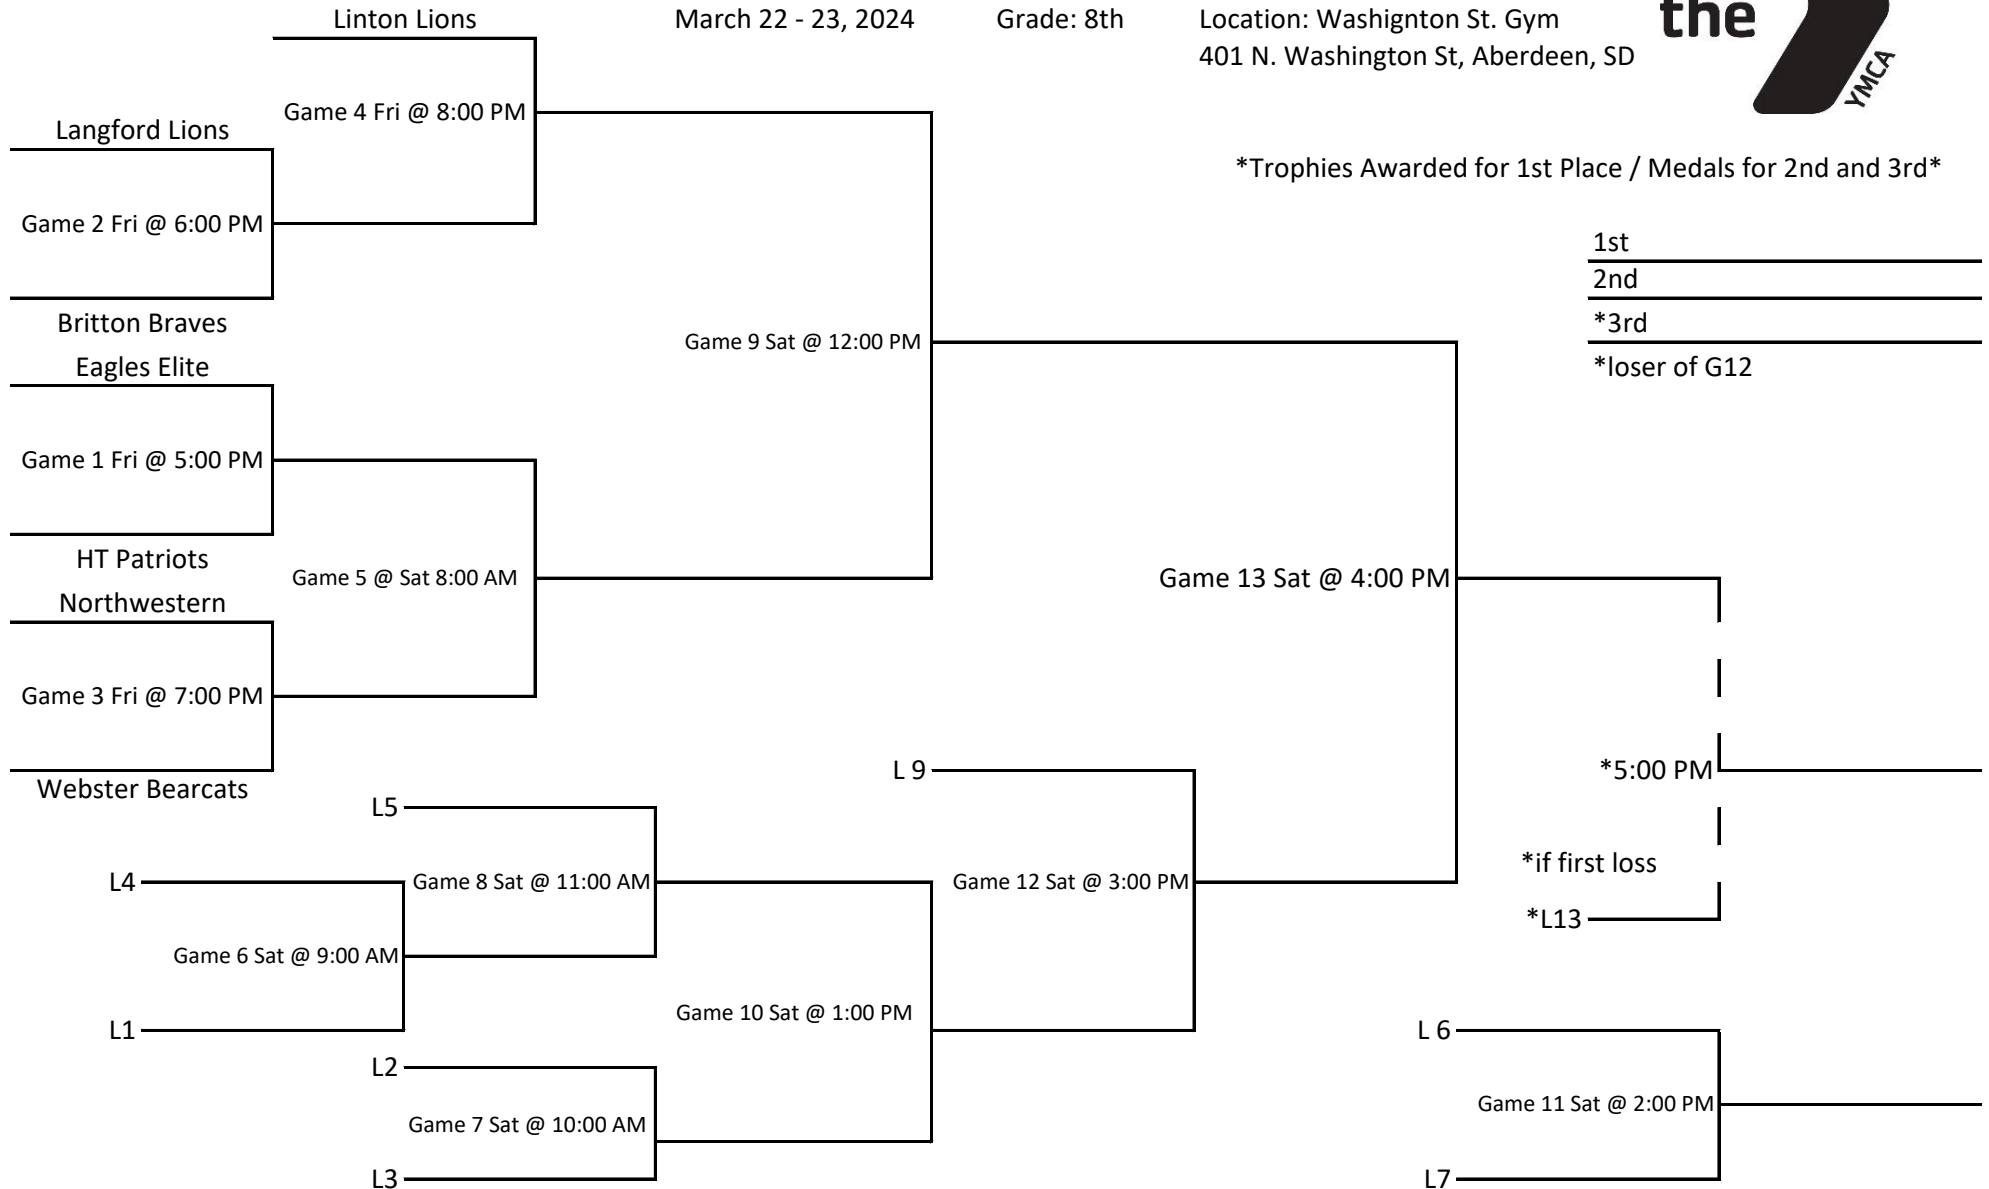 Linton Lions
March 22 - 23, 2024
Grade: 8th
Location: Washignton St. Gym
401 N. Washington St, Aberdeen, SD
the
YMCA
Game 4 Fri @ 8:00 PM
Langford Lions
*Trophies Awarded for 1st Place / Medals for 2nd and 3rd*
Game 2 Fri @ 6:00 PM
1st
2nd
Britton Braves
*3rd
Game 9 Sat @ 12:00 PM
Eagles Elite
*loser of G12
Game 1 Fri @ 5:00 PM
HT Patriots
Game 5 @ Sat 8:00 AM
Game 13 Sat @ 4:00 PM
Northwestern
Game 3 Fri @ 7:00 PM
L 9
*5:00 PM
Webster Bearcats
L5
*if first loss
L4
Game 8 Sat @ 11:00 AM
Game 12 Sat @ 3:00 PM
*L13
Game 6 Sat @ 9:00 AM
Game 10 Sat @ 1:00 PM
L1
L 6
L2
Game 11 Sat @ 2:00 PM
Game 7 Sat @ 10:00 AM
L3
L7